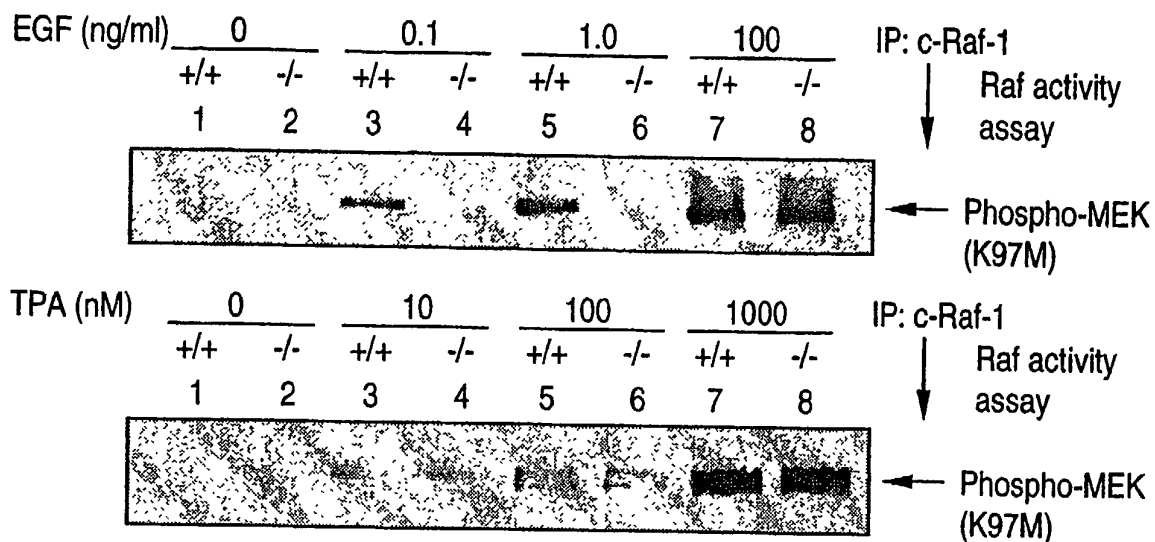 EGF (ng/ml) 0 0.1 1.0 100 IP: c-Raf-1
+/+ -/- +/+ -/- +/+ -/- +/+ -/- Raf activity
1 2 3 4 5 6 7 8 assay
Phospho-MEK
(K97M)
TPA (nM) 0 10 100 1000 IP: c-Raf-1
+/+ -/- +/+ -/- +/+ -/- +/+ -/- Raf activity
1 2 3 4 5 6 7 8 assay
Phospho-MEK
(K97M)